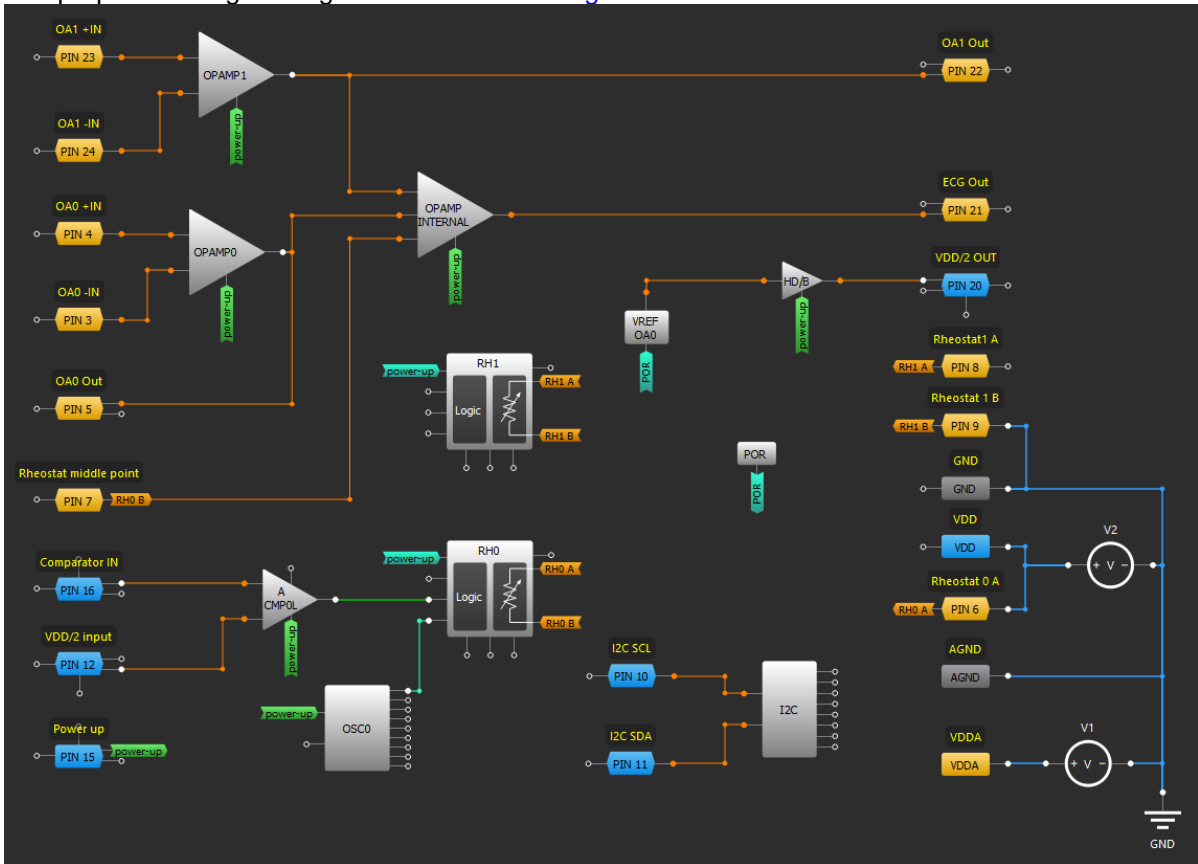 OA1 +IN
PIN 23
OPAMP1
power-up
OA1 -IN
PIN 24
OA1 Out
PIN 22
OA0 +IN
PIN 4
OPAMP0
power-up
OA0 -IN
PIN 3
OPAMP
INTERNAL
power-up
ECG Out
PIN 21
VDD/2 OUT
PIN 20
HD/B
power-up
VREF
OA0
POR
OA0 Out
PIN 5
RH1
power-up
Logic
RH1 A
RH1 B
Rheostat1 A
RH1 A
PIN 8
Rheostat 1 B
RH1 B
PIN 9
POR
POR
GND
GND
Rheostat middle point
PIN 7
RH0 B
VDD
VDD
V2
+ V -
Comparator IN
PIN 16
A
CMP0L
power-up
RH0
power-up
Logic
RH0 A
RH0 B
Rheostat 0 A
RH0 A
PIN 6
VDD/2 input
PIN 12
I2C SCL
PIN 10
I2C
AGND
AGND
Power up
PIN 15
power-up
power-up
OSC0
I2C SDA
PIN 11
VDDA
VDDA
V1
+ V -
GND